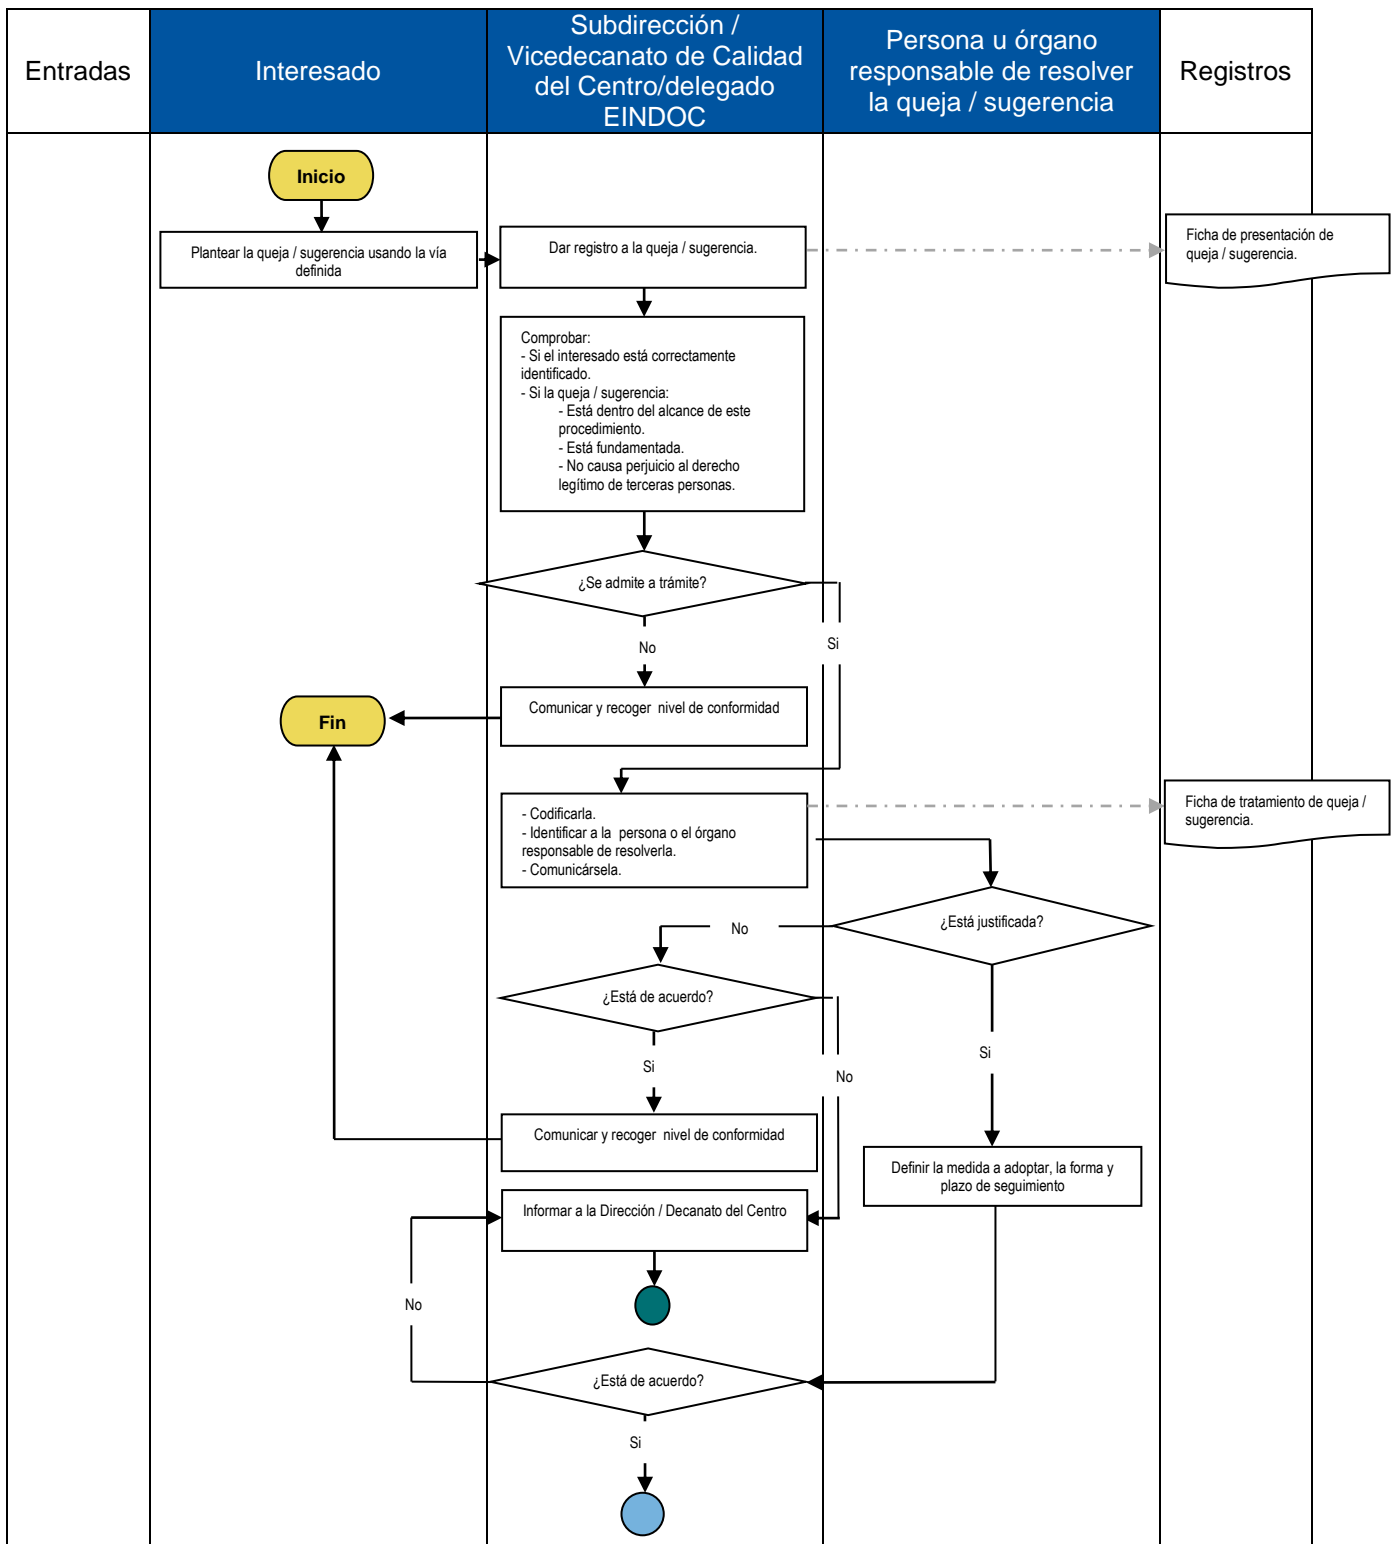 Entradas
Interesado
Subdirección /
Vicedecanato de Calidad
del Centro/delegado
EINDOC
Persona u órgano
responsable de resolver
la queja / sugerencia
Registros
Inicio
Plantear la queja / sugerencia usando la vía
definida
Dar registro a la queja / sugerencia.
Ficha de presentación de
queja / sugerencia.
Comprobar:
- Si el interesado está correctamente
identificado.
- Si la queja / sugerencia:
- Está dentro del alcance de este
procedimiento.
- Está fundamentada.
- No causa perjuicio al derecho
legítimo de terceras personas.
¿Se admite a trámite?
No
Si
Comunicar y recoger nivel de conformidad
Fin
- Codificarla.
- Identificar a la persona o el órgano
responsable de resolverla.
- Comunicársela.
Ficha de tratamiento de queja /
sugerencia.
¿Está justificada?
No
¿Está de acuerdo?
Si
No
Si
Comunicar y recoger nivel de conformidad
Definir la medida a adoptar, la forma y
plazo de seguimiento
Informar a la Dirección / Decanato del Centro
No
¿Está de acuerdo?
Si